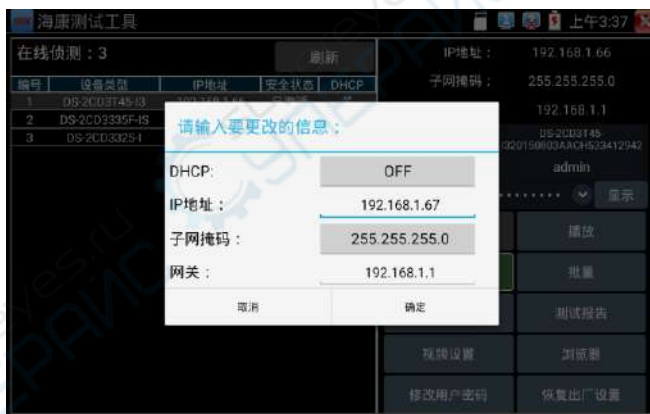 海康测试工具
上午3:37
在线侦测：3
刷新
编号 设备类型 IP地址 安全状态 DHCP
1 DS-2CD3T45-I3 192.168.1.66
2 DS-2CD3335F-IS
3 DS-2CD3325-I
IP地址： 192.168.1.66
子网掩码： 255.255.255.0
192.168.1.1
DS-2CD3T45-
admin
显示
播放
批量
测试报告
视频设置
浏览器
修改用户密码
恢复出厂设置
请输入要更改的信息：
DHCP: OFF
IP地址： 192.168.1.67
子网掩码： 255.255.255.0
网关： 192.168.1.1
取消
确定